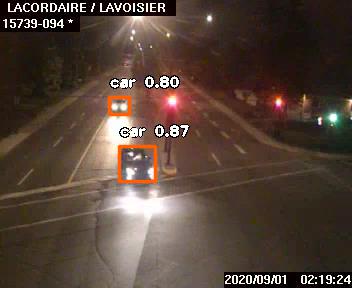 LACORDAIRE / LAVOISIER
15739-094 *
car 0.80
car 0.87
2020/09/01 02:19:24